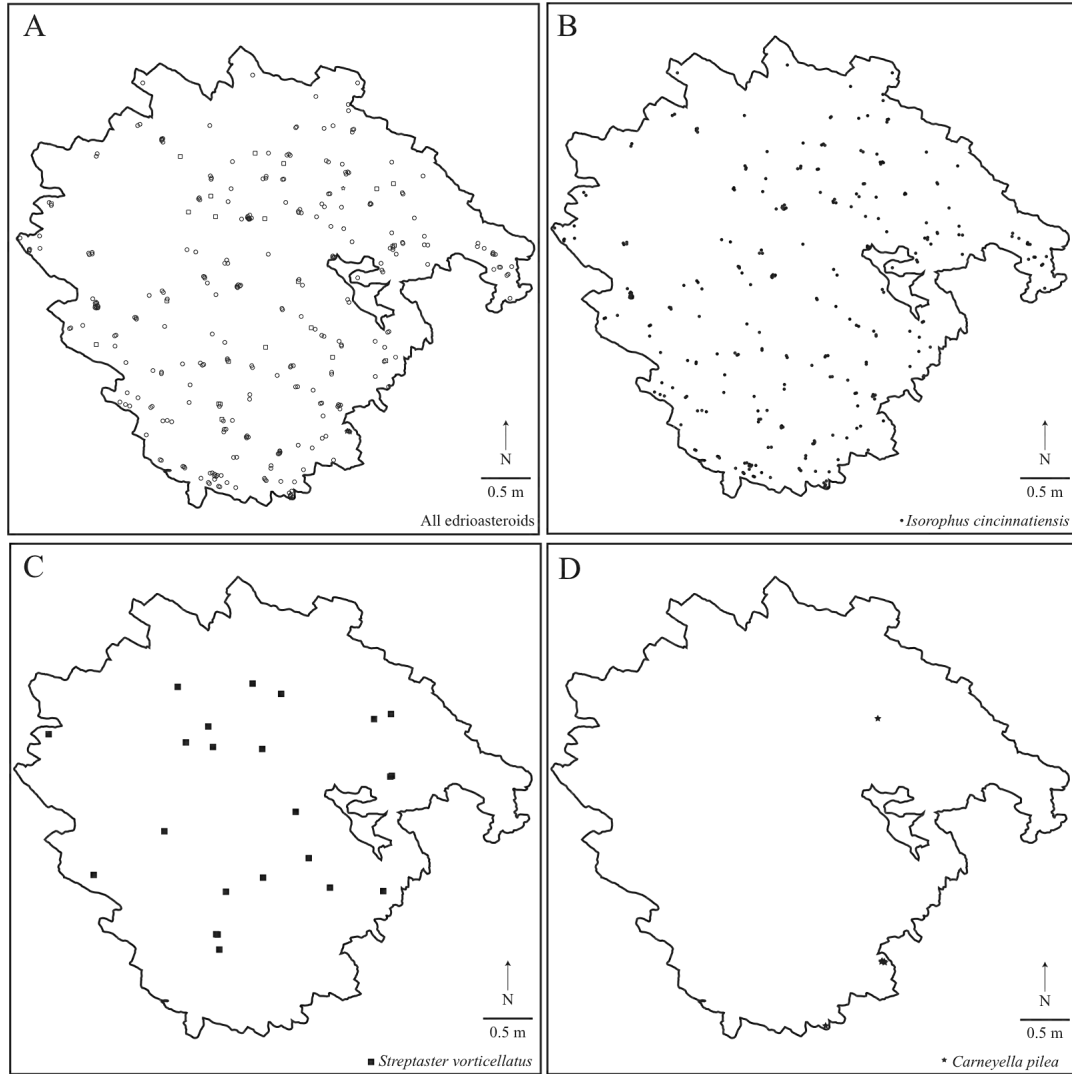 A
N
0.5 m
All edrioasteroids
B
N
0.5 m
Isorophus cincinnatiensis
C
N
0.5 m
Streptaster vorticellatus
D
N
0.5 m
Carneyella pilea